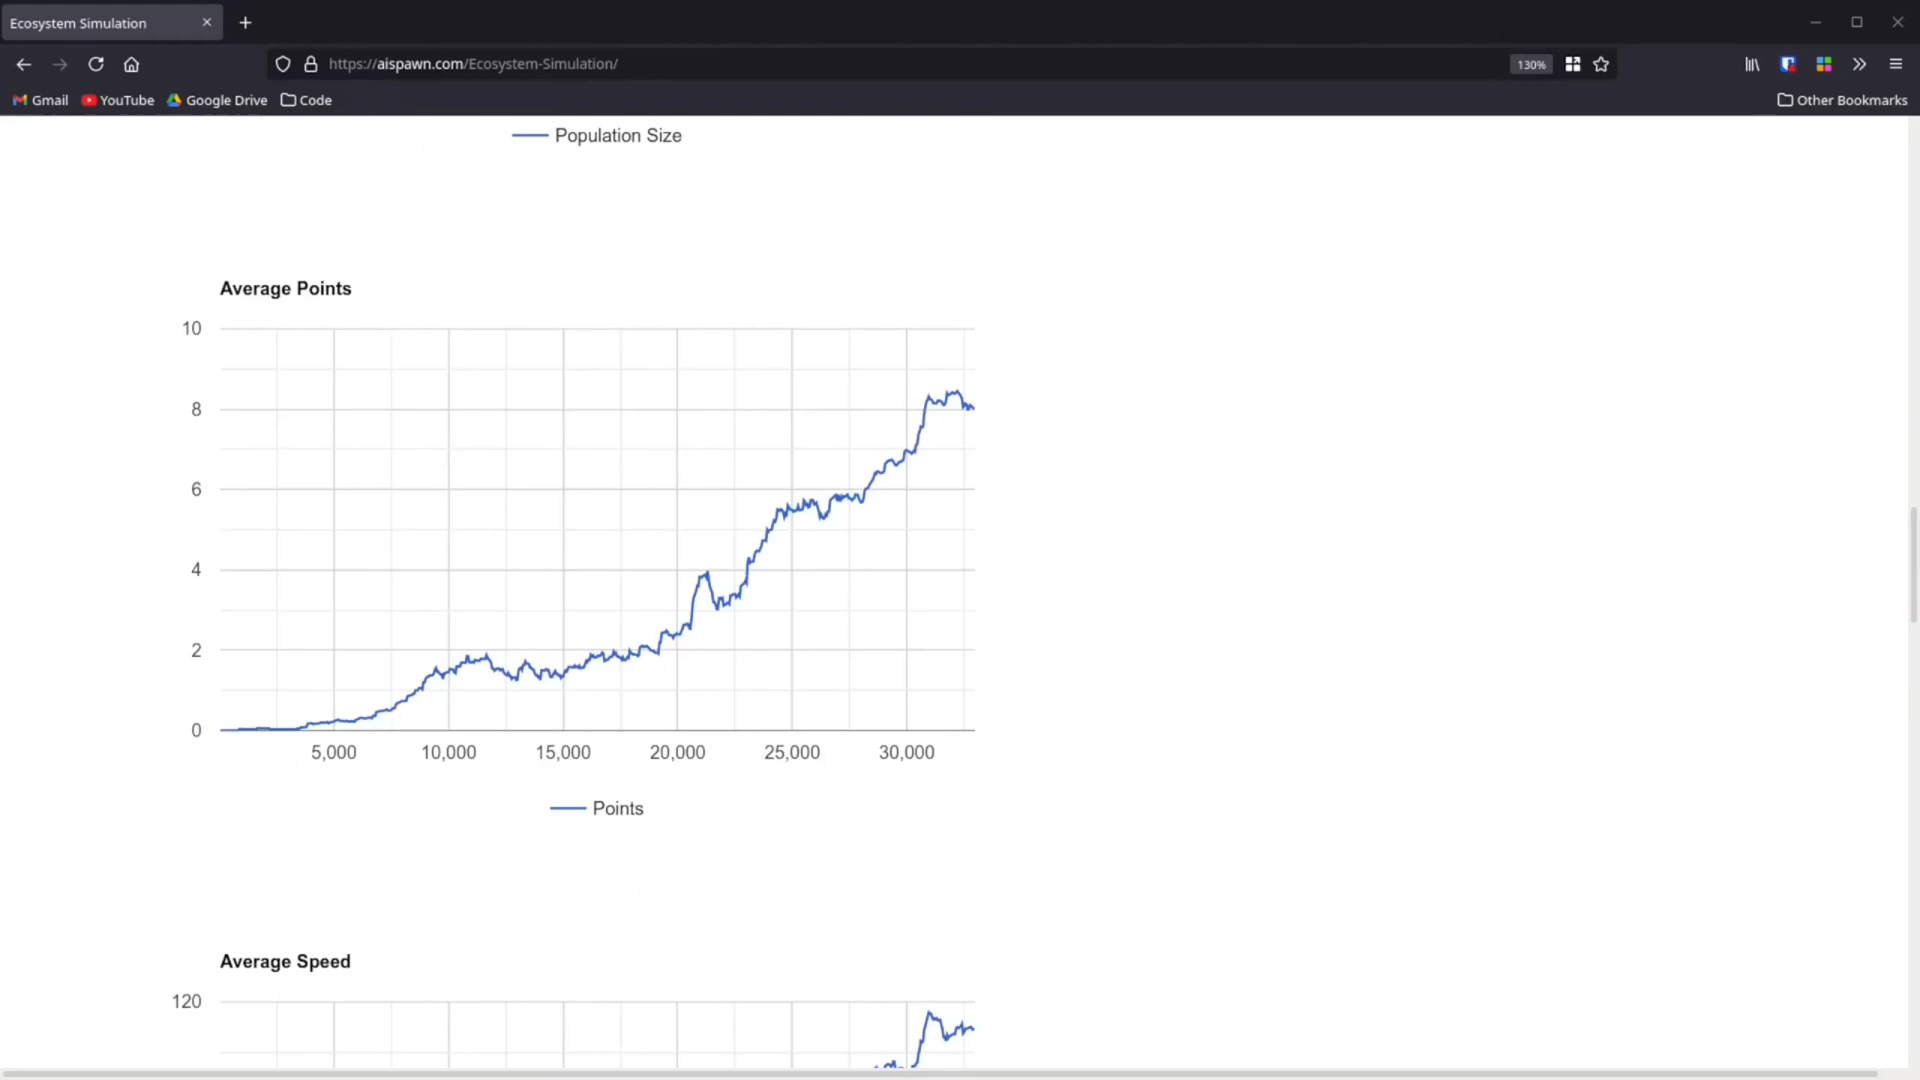 Ecosystem Simulation
https://aispawn.com/Ecosystem-Simulation/
130%
Gmail YouTube Google Drive Code Other Bookmarks
Population Size
Average Points
10
8
6
4
2
0
5,000 10,000 15,000 20,000 25,000 30,000
Points
Average Speed
120